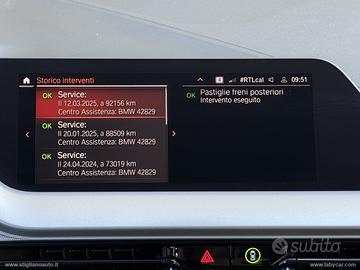 Storico interventi
4
#RTLcal
09:51
OK Service:
Il 12.03.2025, a 92156 km
Centro Assistenza: BMW 42829
OK Service:
Il 20.01.2025, a 88509 km
Centro Assistenza: BMW 42829
OK Service:
Il 24.04.2024, a 73019 km
Centro Assistenza: BMW 42829
OK Pastiglie freni posteriori
Intervento eseguito
subito
www.stiglianoauto.it
www.labycar.com